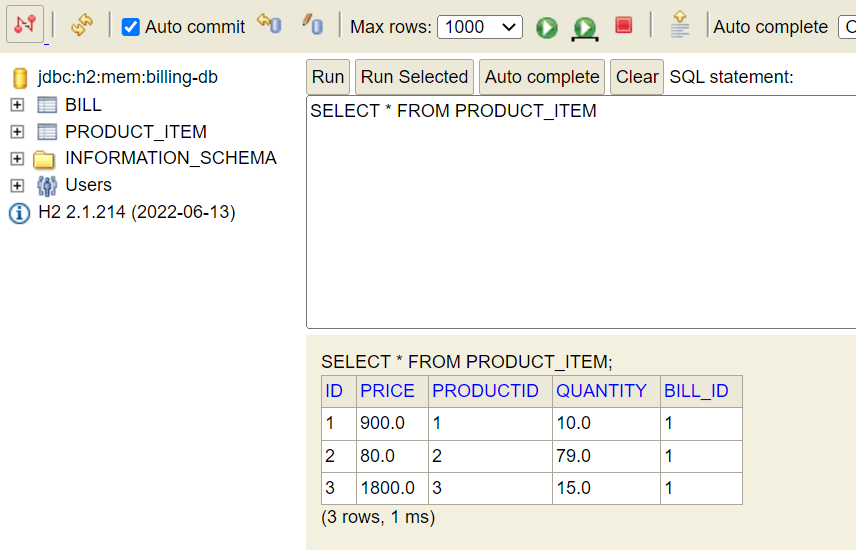 Auto commit Max rows: 1000 Auto complete
jdbc:h2:mem:billing-db
BILL
PRODUCT_ITEM
INFORMATION_SCHEMA
Users
H2 2.1.214 (2022-06-13)
Run Run Selected Auto complete Clear SQL statement:
SELECT * FROM PRODUCT_ITEM
SELECT * FROM PRODUCT_ITEM;
ID PRICE PRODUCTID QUANTITY BILL_ID
1 900.0 1 10.0 1
2 80.0 2 79.0 1
3 1800.0 3 15.0 1
(3 rows, 1 ms)